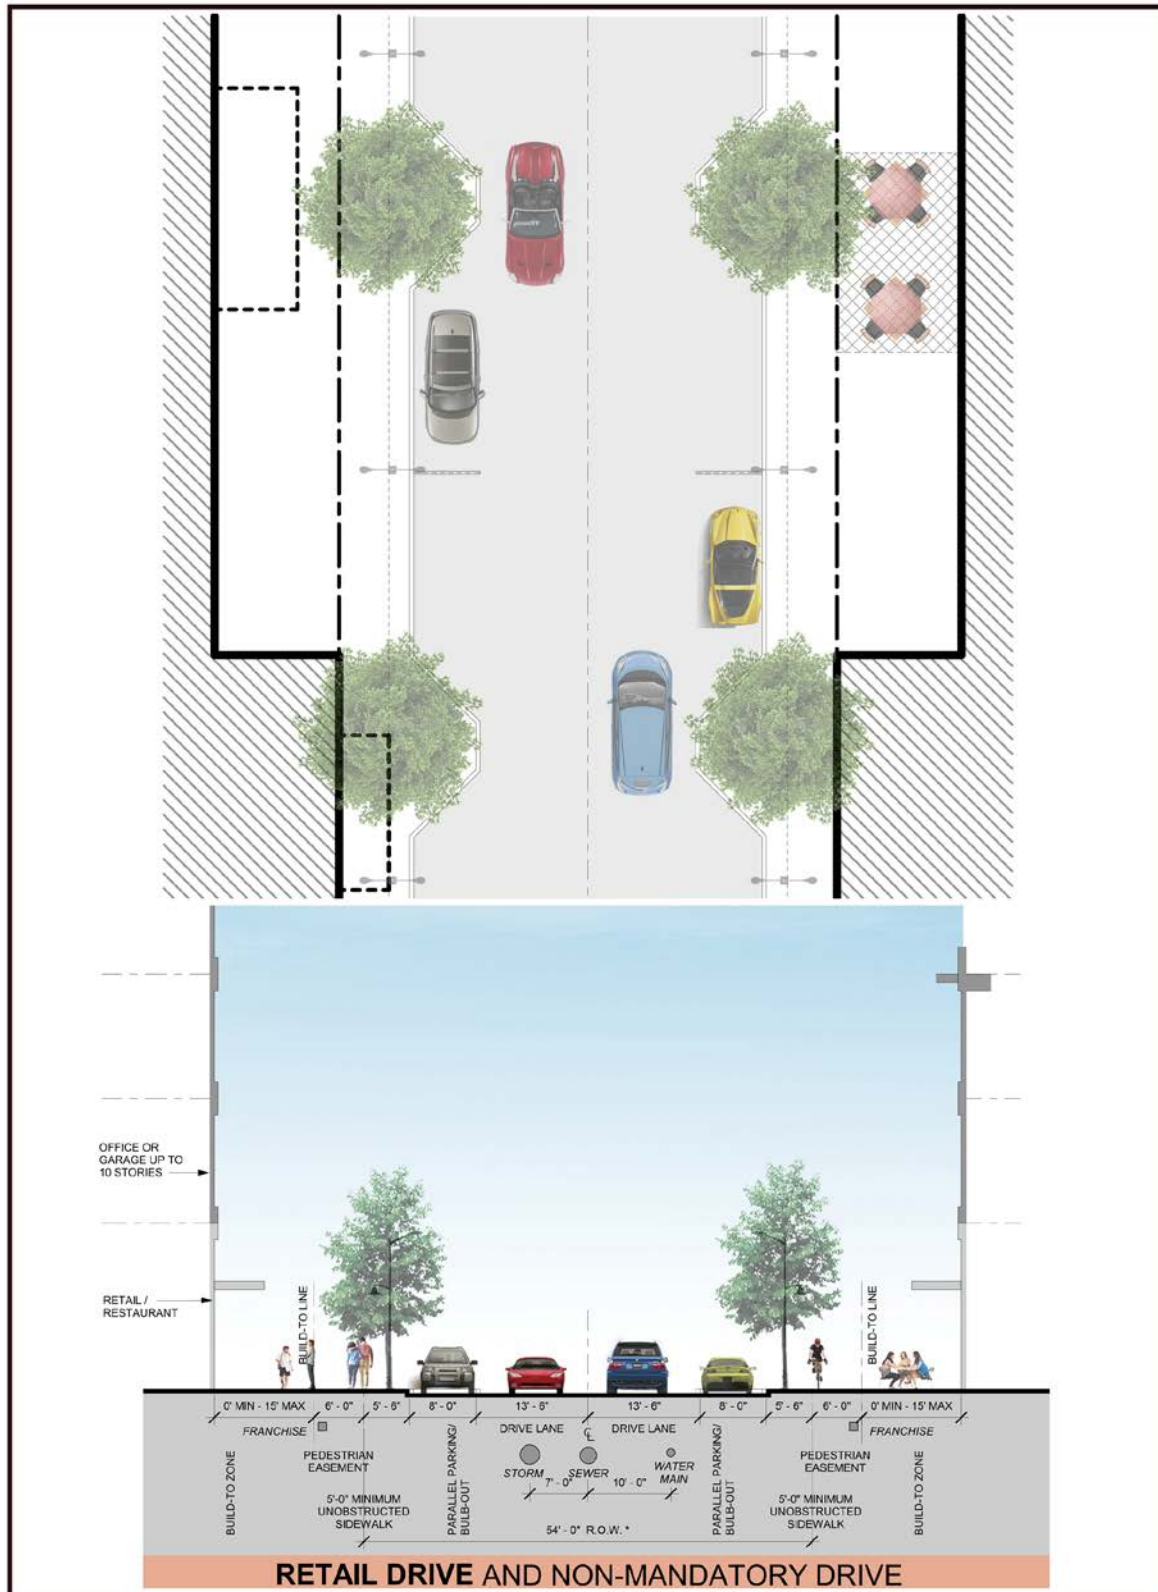 OFFICE OR
GARAGE UP TO
10 STORIES
RETAIL /
RESTAURANT
BUILD-TO LINE
BUILD-TO LINE
0' MIN - 15' MAX
6' - 0"
5' - 6"
8' - 0"
13' - 6"
13' - 6"
8' - 0"
5' - 6"
6' - 0"
0' MIN - 15' MAX
FRANCHISE
DRIVE LANE
℄
DRIVE LANE
FRANCHISE
BUILD-TO ZONE
PEDESTRIAN
EASEMENT
PARALLEL PARKING/
BULB-OUT
STORM
SEWER
WATER
MAIN
7' - 0"
10' - 0"
PARALLEL PARKING/
BULB-OUT
PEDESTRIAN
EASEMENT
BUILD-TO ZONE
5'-0" MINIMUM
UNOBSTRUCTED
SIDEWALK
5'-0" MINIMUM
UNOBSTRUCTED
SIDEWALK
54' - 0" R.O.W. *
RETAIL DRIVE AND NON-MANDATORY DRIVE